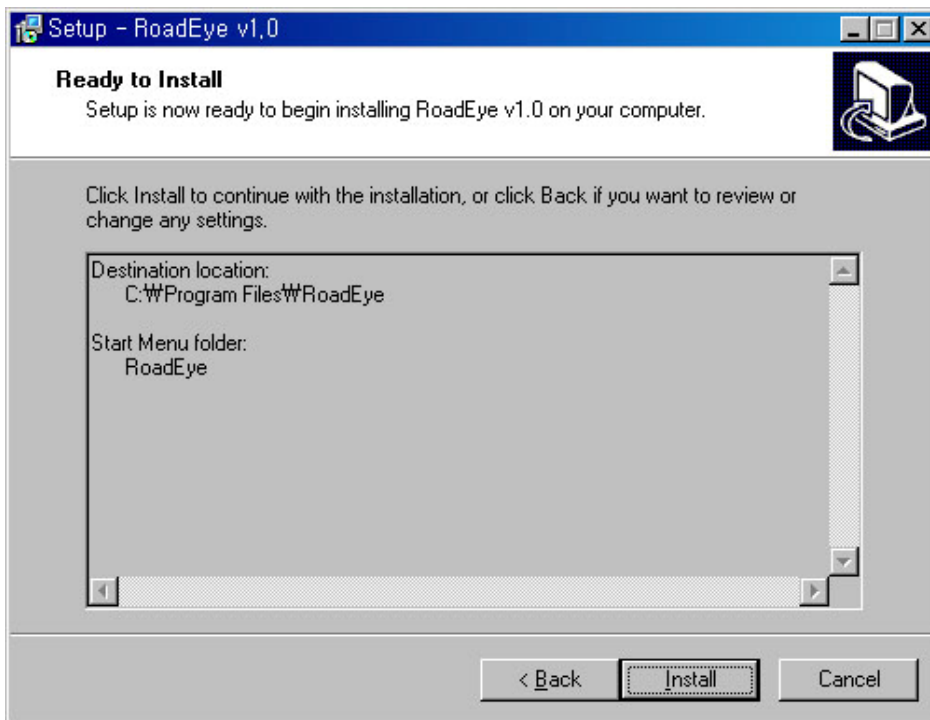 Setup - RoadEye v1,0
Ready to Install
Setup is now ready to begin installing RoadEye v1.0 on your computer.
Click Install to continue with the installation, or click Back if you want to review or
change any settings.
Destination location:
C:₩Program Files₩RoadEye
Start Menu folder:
RoadEye
< Back
Install
Cancel